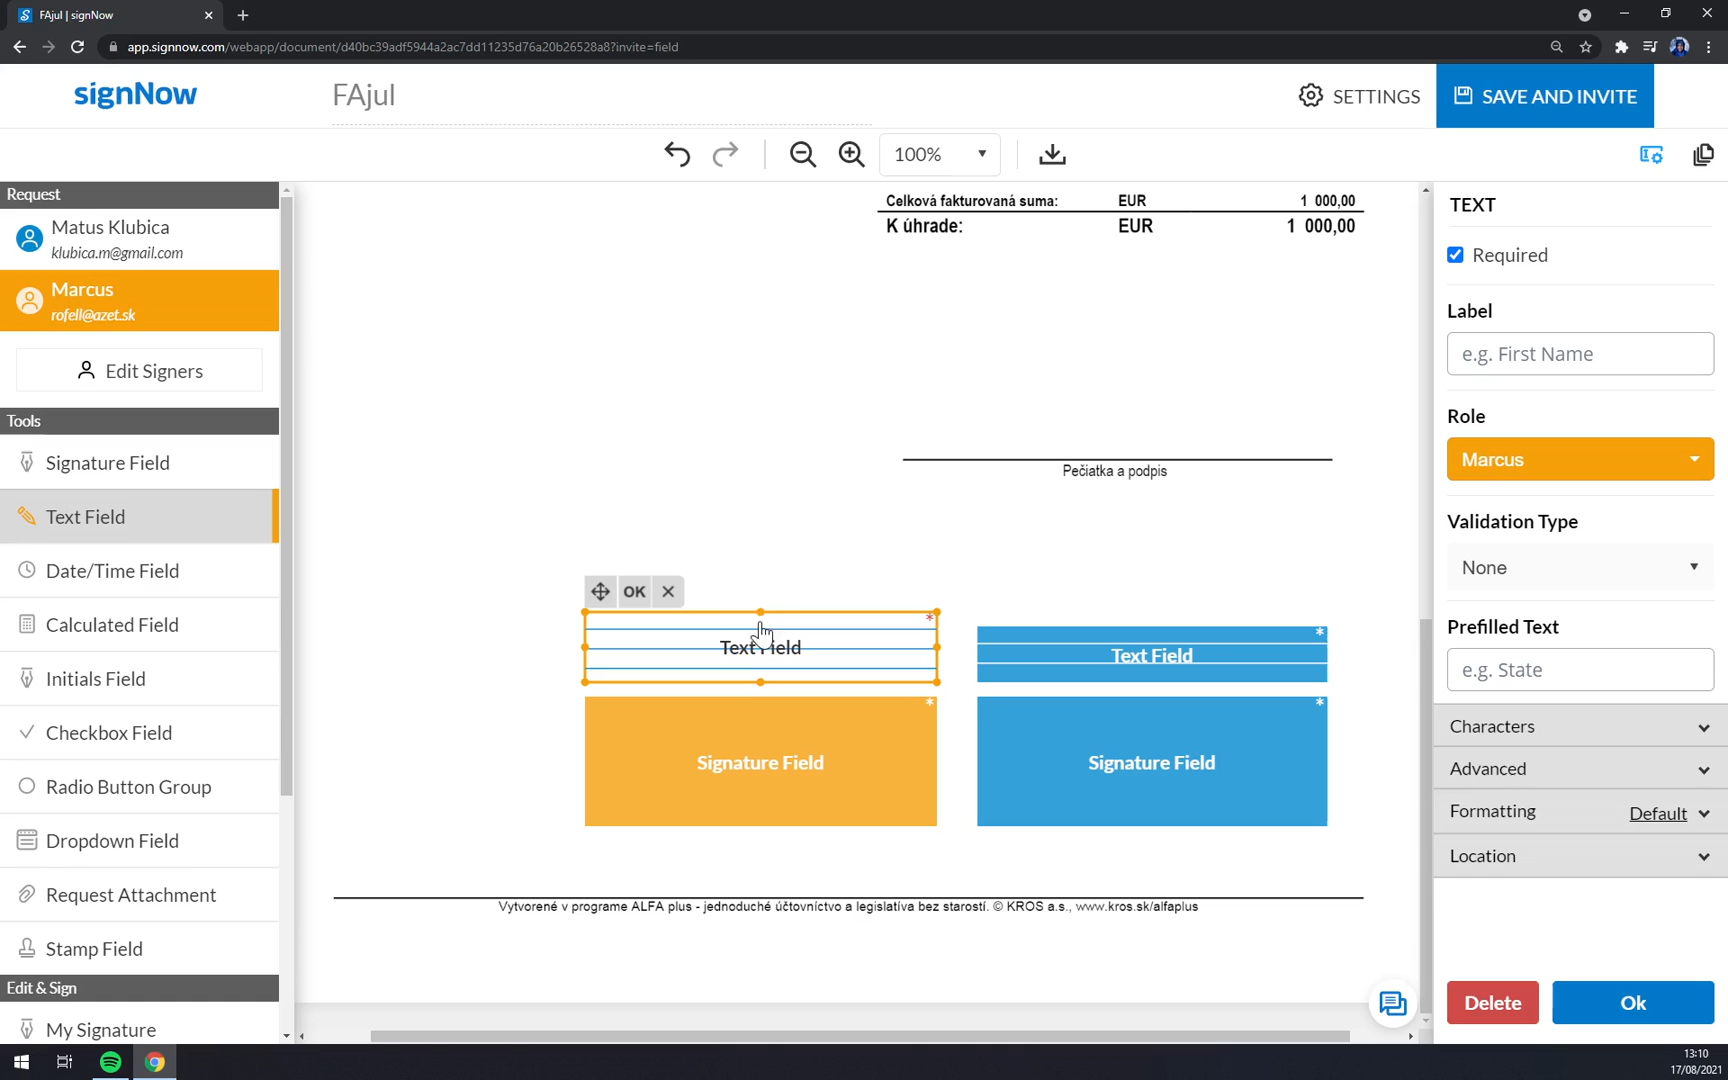 FAjul | signNow
app.signnow.com/webapp/document/d40bc39adf5944a2ac7dd11235d76a20b26528a8?invite=field
signNow
FAjul
SETTINGS
SAVE AND INVITE
100%
Request
Matus Klubica
klubica.m@gmail.com
Marcus
rofell@azet.sk
Edit Signers
Tools
Signature Field
Text Field
Date/Time Field
Calculated Field
Initials Field
Checkbox Field
Radio Button Group
Dropdown Field
Request Attachment
Stamp Field
Edit & Sign
My Signature
Celková fakturovaná suma: EUR 1 000,00
K úhrade: EUR 1 000,00
Pečiatka a podpis
OK
Text Field
*
Text Field
*
Signature Field
*
Signature Field
*
Vytvorené v programe ALFA plus - jednoduché účtovníctvo a legislatíva bez starostí. © KROS a.s., www.kros.sk/alfaplus
TEXT
Required
Label
e.g. First Name
Role
Marcus
Validation Type
None
Prefilled Text
e.g. State
Characters
Advanced
Formatting Default
Location
Delete
Ok
13:10
17/08/2021